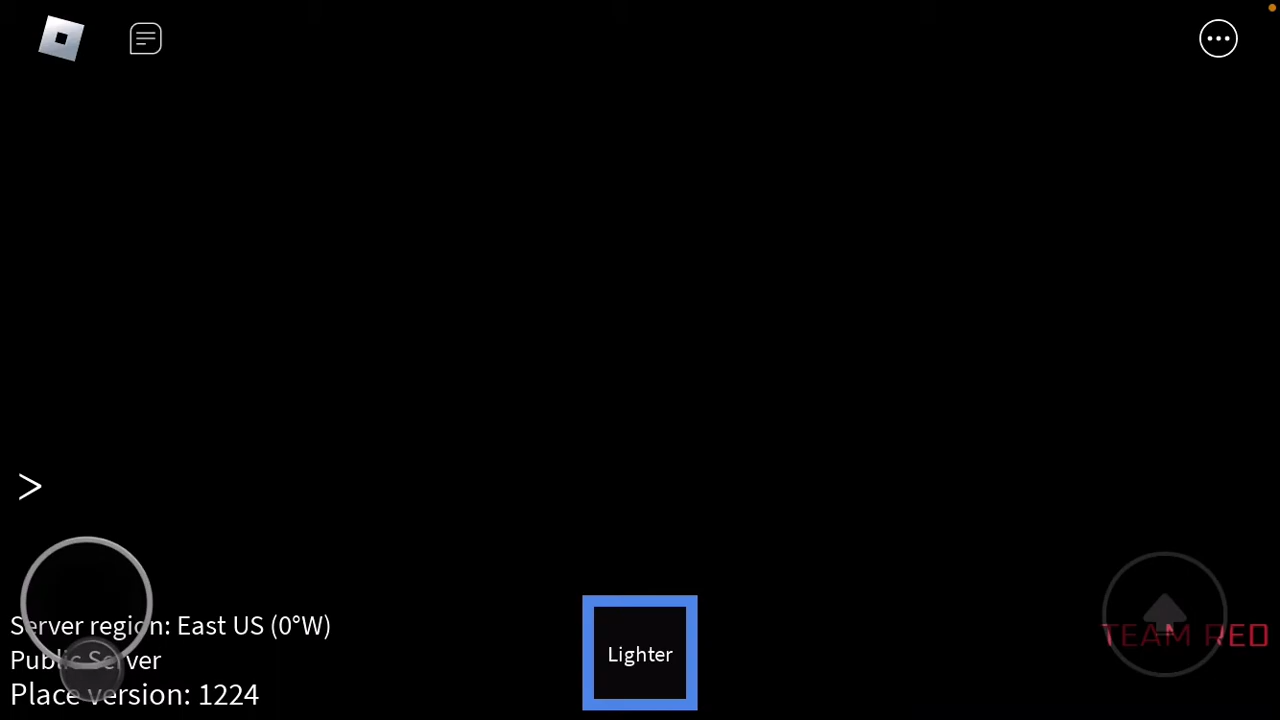 >
Server region: East US (0°W)
Public Server
Place version: 1224
Lighter
TEAM RED